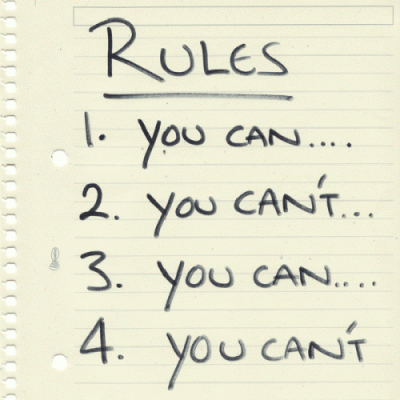 RULES
1. YOU CAN....
2. YOU CAN'T...
3. YOU CAN....
4. YOU CAN'T